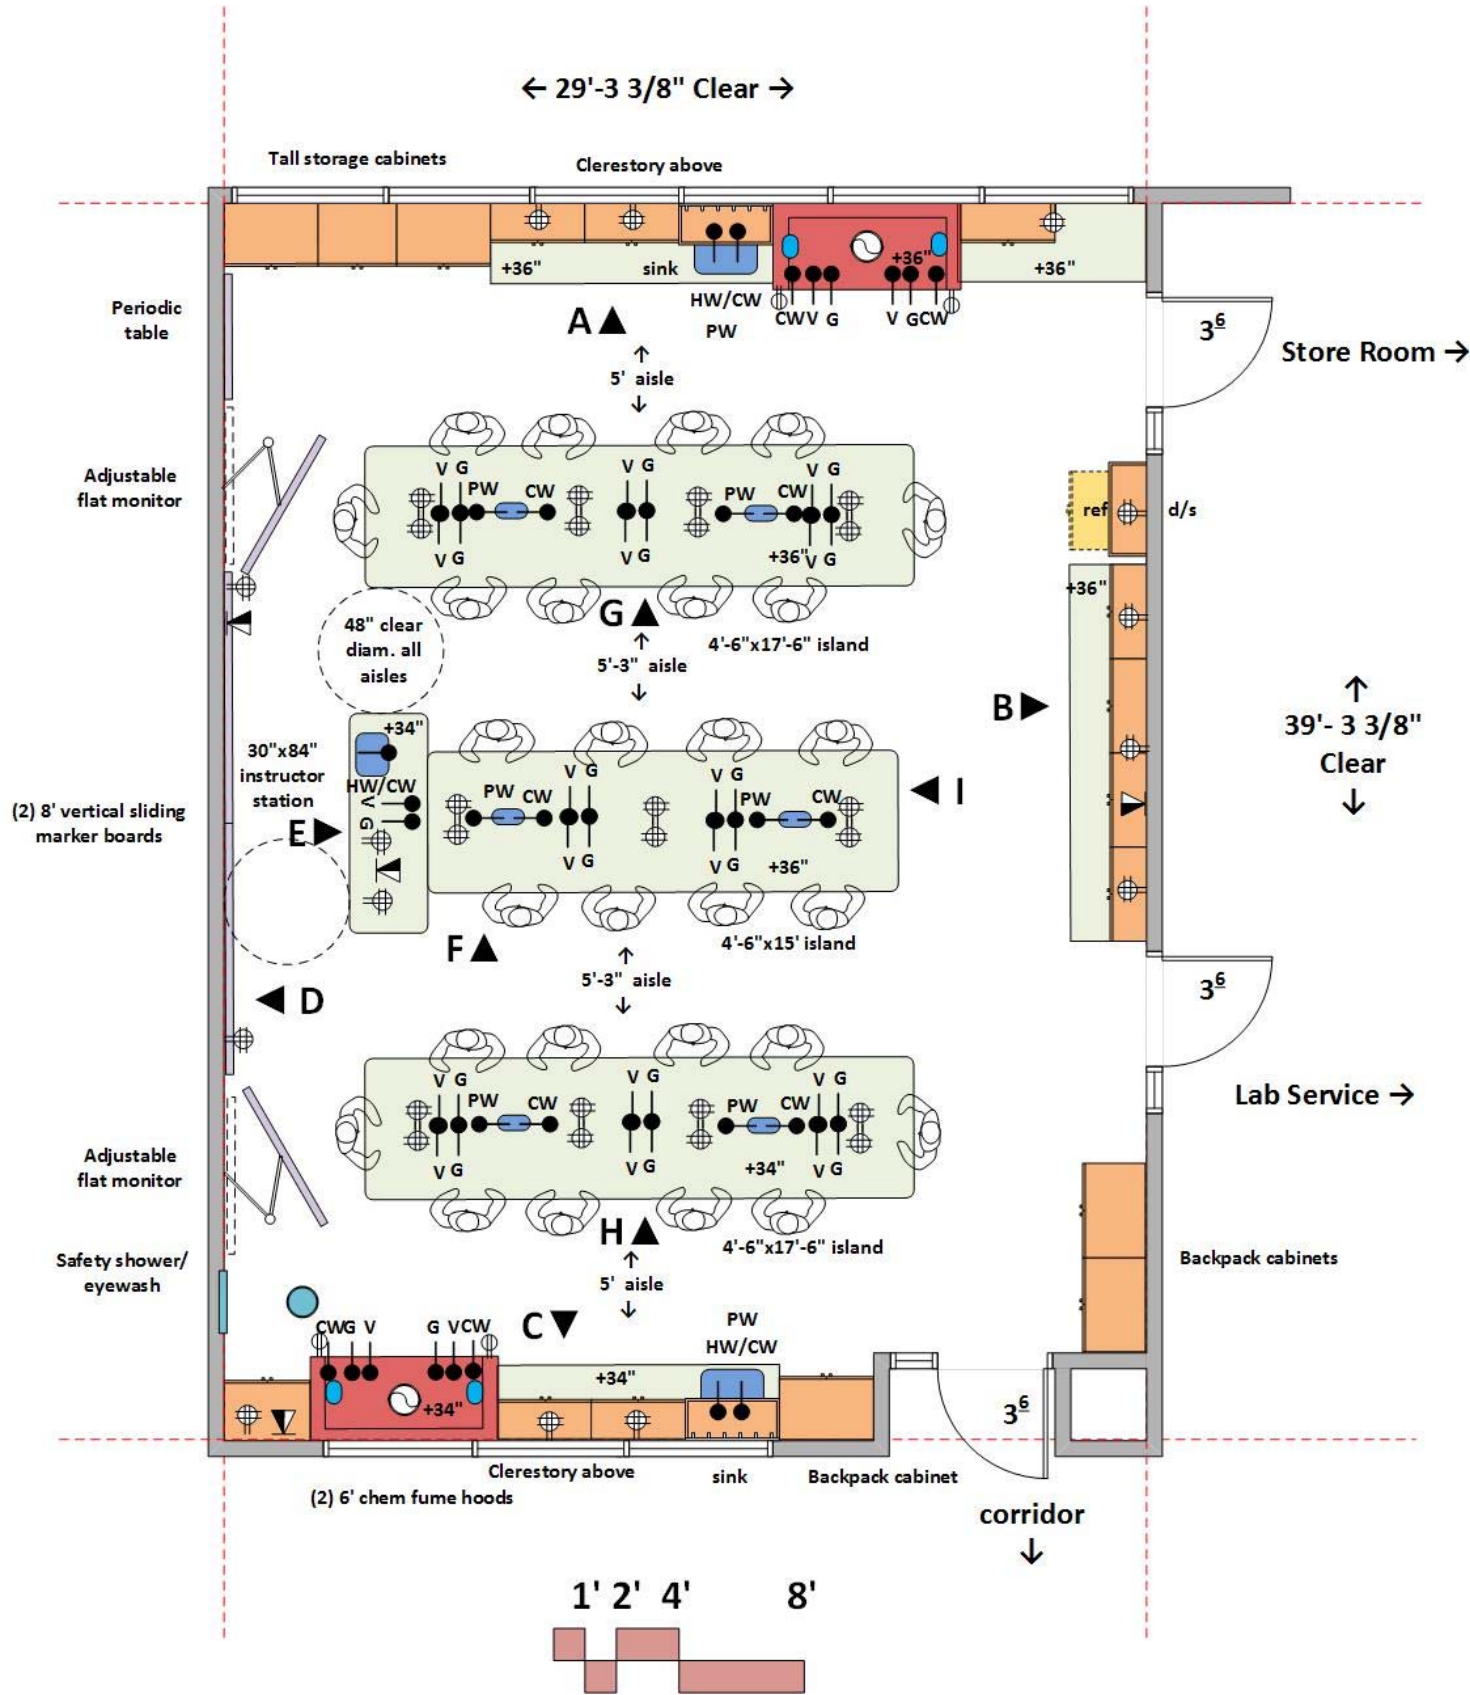 ← 29'-3 3/8" Clear →
Tall storage cabinets
Clerestory above
+36"
sink
+36"
+36"
HW/CW
PW
CW V G
V G CW
A
5' aisle
Periodic
table
3⁶
Store Room →
Adjustable
flat monitor
V G
V G
V G
PW
CW
PW
CW
ref
d/s
V G
V G
+36"
V G
G
4'-6"x17'-6" island
+36"
48" clear
diam. all
aisles
5'-3" aisle
B
39'- 3 3/8"
Clear
+34"
30"x84"
instructor
station
HW/CW
V
G
E
(2) 8' vertical sliding
marker boards
V G
V G
PW
CW
PW
CW
V G
V G
+36"
I
F
4'-6"x15' island
5'-3" aisle
D
3⁶
Lab Service →
V G
V G
V G
PW
CW
PW
CW
V G
V G
+34"
V G
Adjustable
flat monitor
H
4'-6"x17'-6" island
5' aisle
Safety shower/
eyewash
Backpack cabinets
C
CW G V
G V CW
PW
HW/CW
+34"
+34"
3⁶
Clerestory above
sink
Backpack cabinet
(2) 6' chem fume hoods
corridor
↓
1' 2' 4' 8'